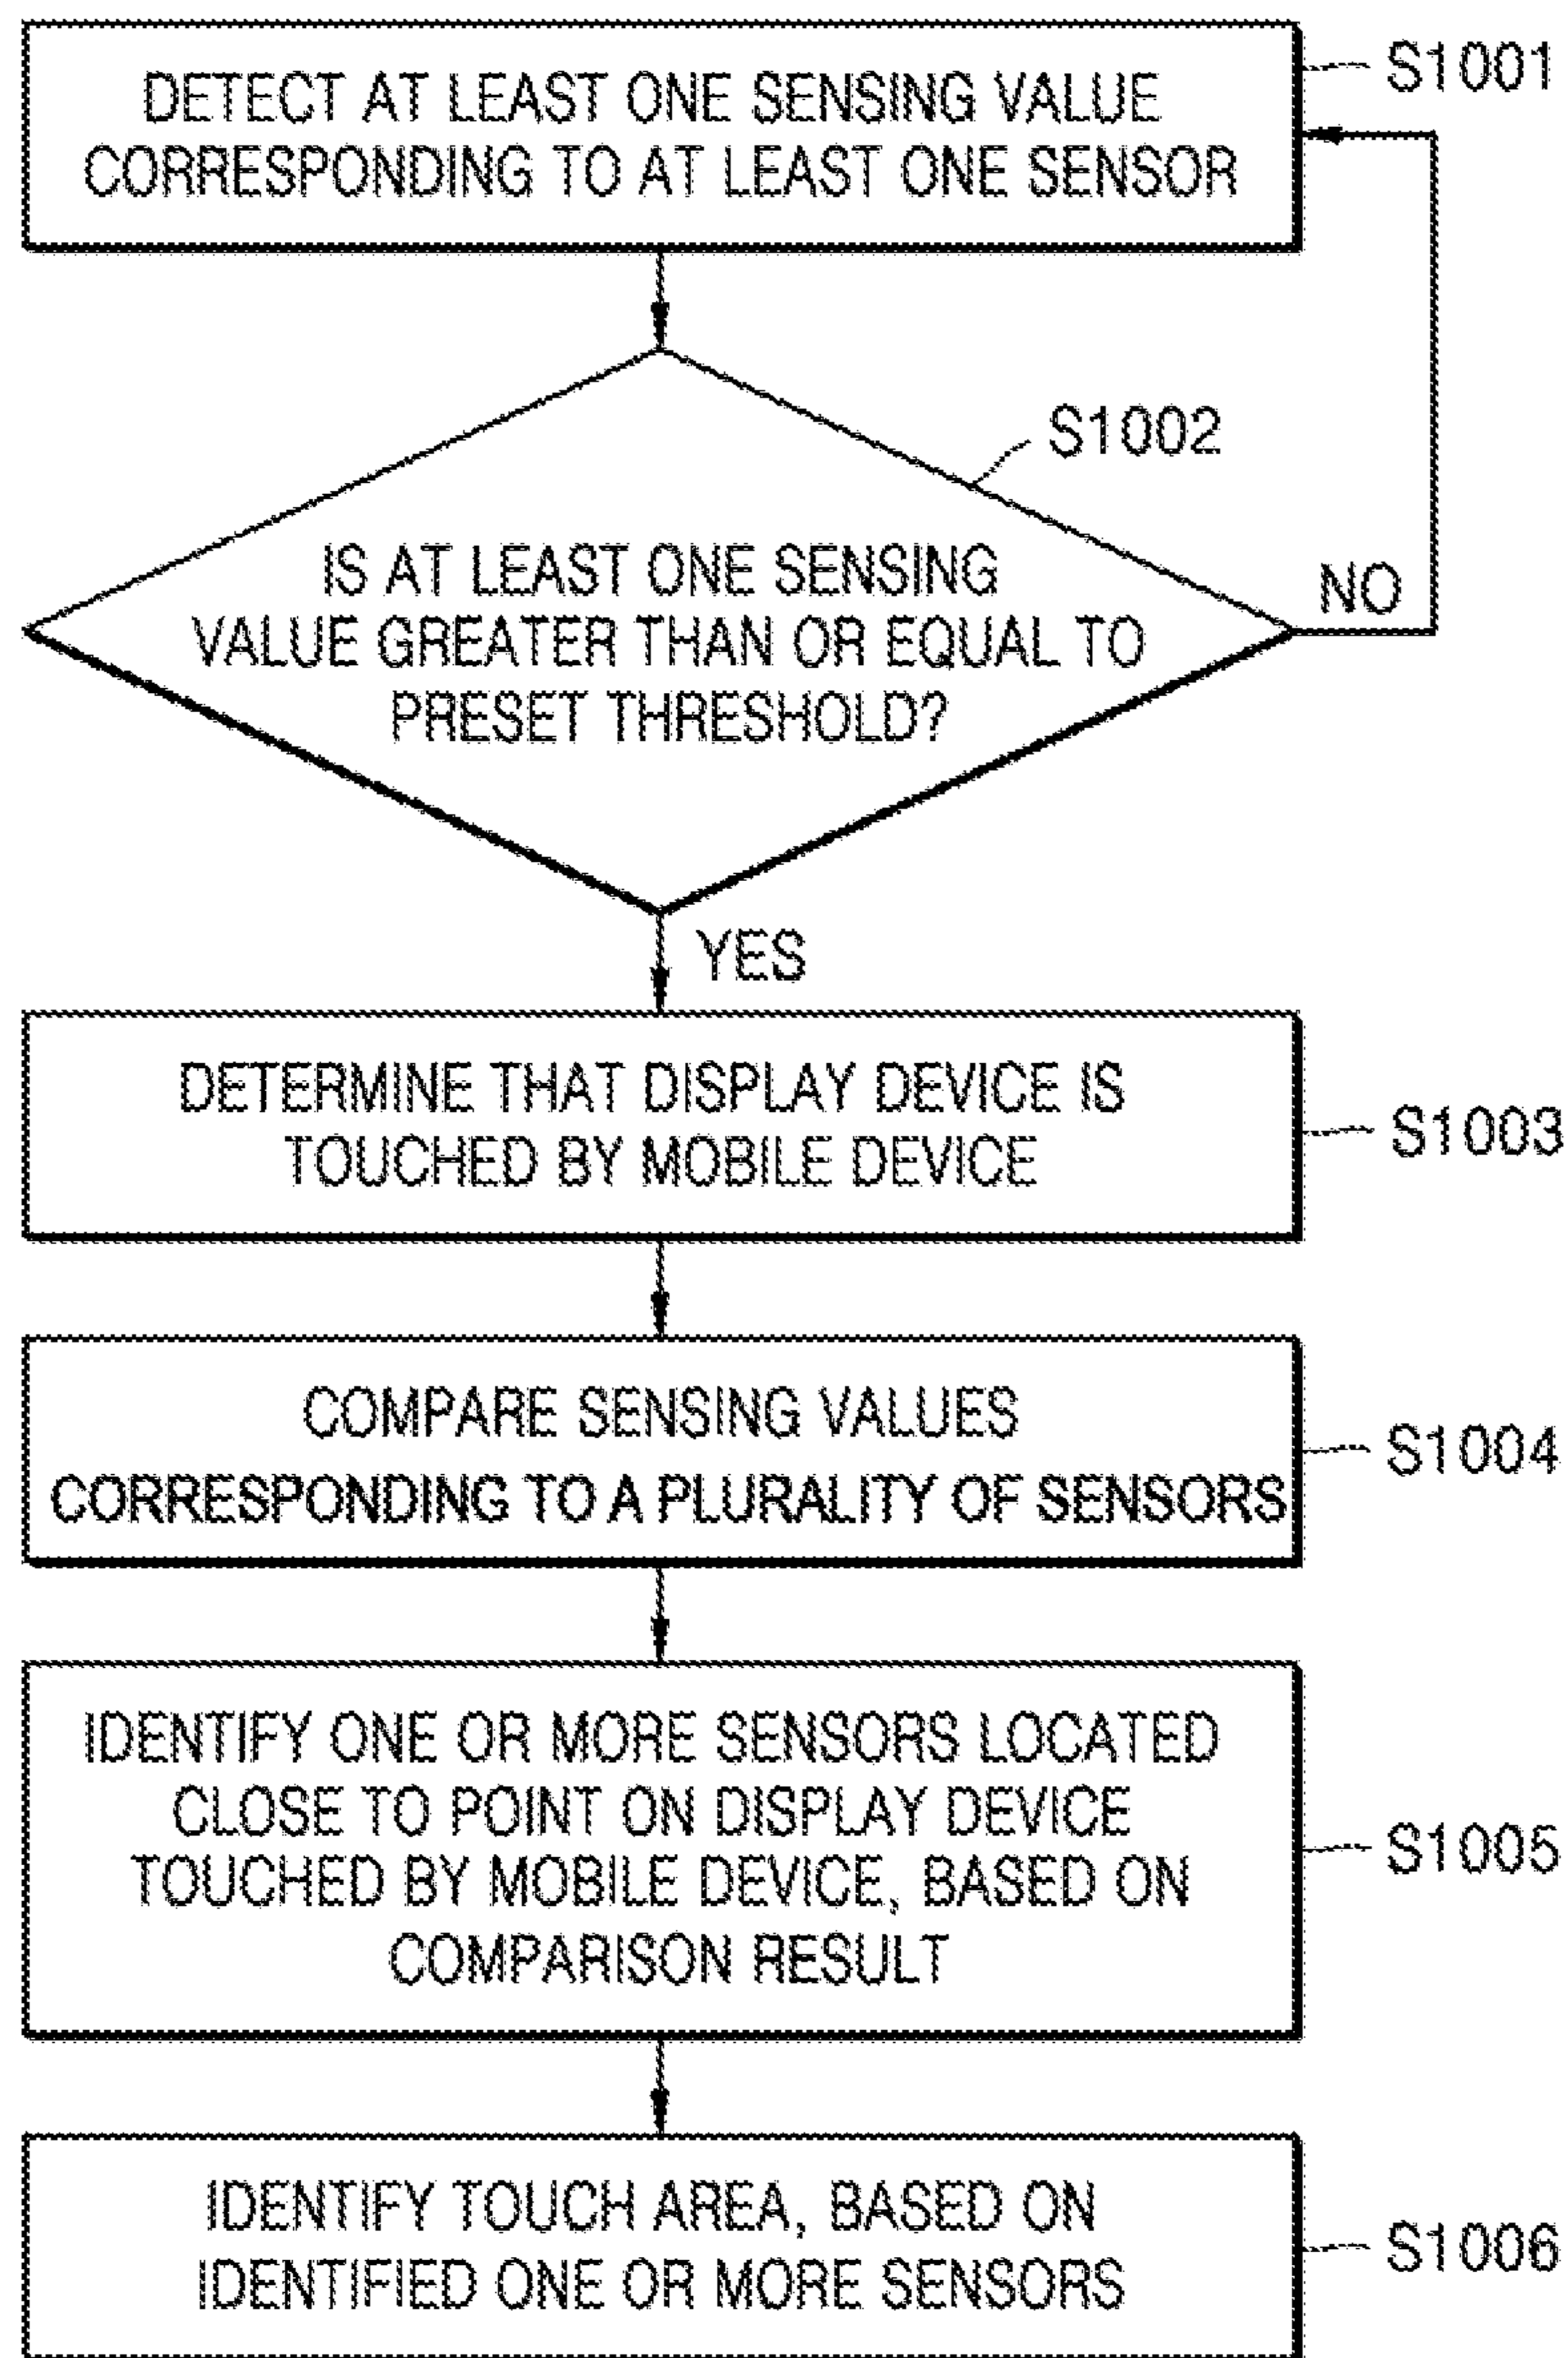 DETECT AT LEAST ONE SENSING VALUE
CORRESPONDING TO AT LEAST ONE SENSOR
S1001
S1002
IS AT LEAST ONE SENSING
VALUE GREATER THAN OR EQUAL TO
PRESET THRESHOLD?
NO
YES
DETERMINE THAT DISPLAY DEVICE IS
TOUCHED BY MOBILE DEVICE
S1003
COMPARE SENSING VALUES
CORRESPONDING TO A PLURALITY OF SENSORS
S1004
IDENTIFY ONE OR MORE SENSORS LOCATED
CLOSE TO POINT ON DISPLAY DEVICE
TOUCHED BY MOBILE DEVICE, BASED ON
COMPARISON RESULT
S1005
IDENTIFY TOUCH AREA, BASED ON
IDENTIFIED ONE OR MORE SENSORS
S1006